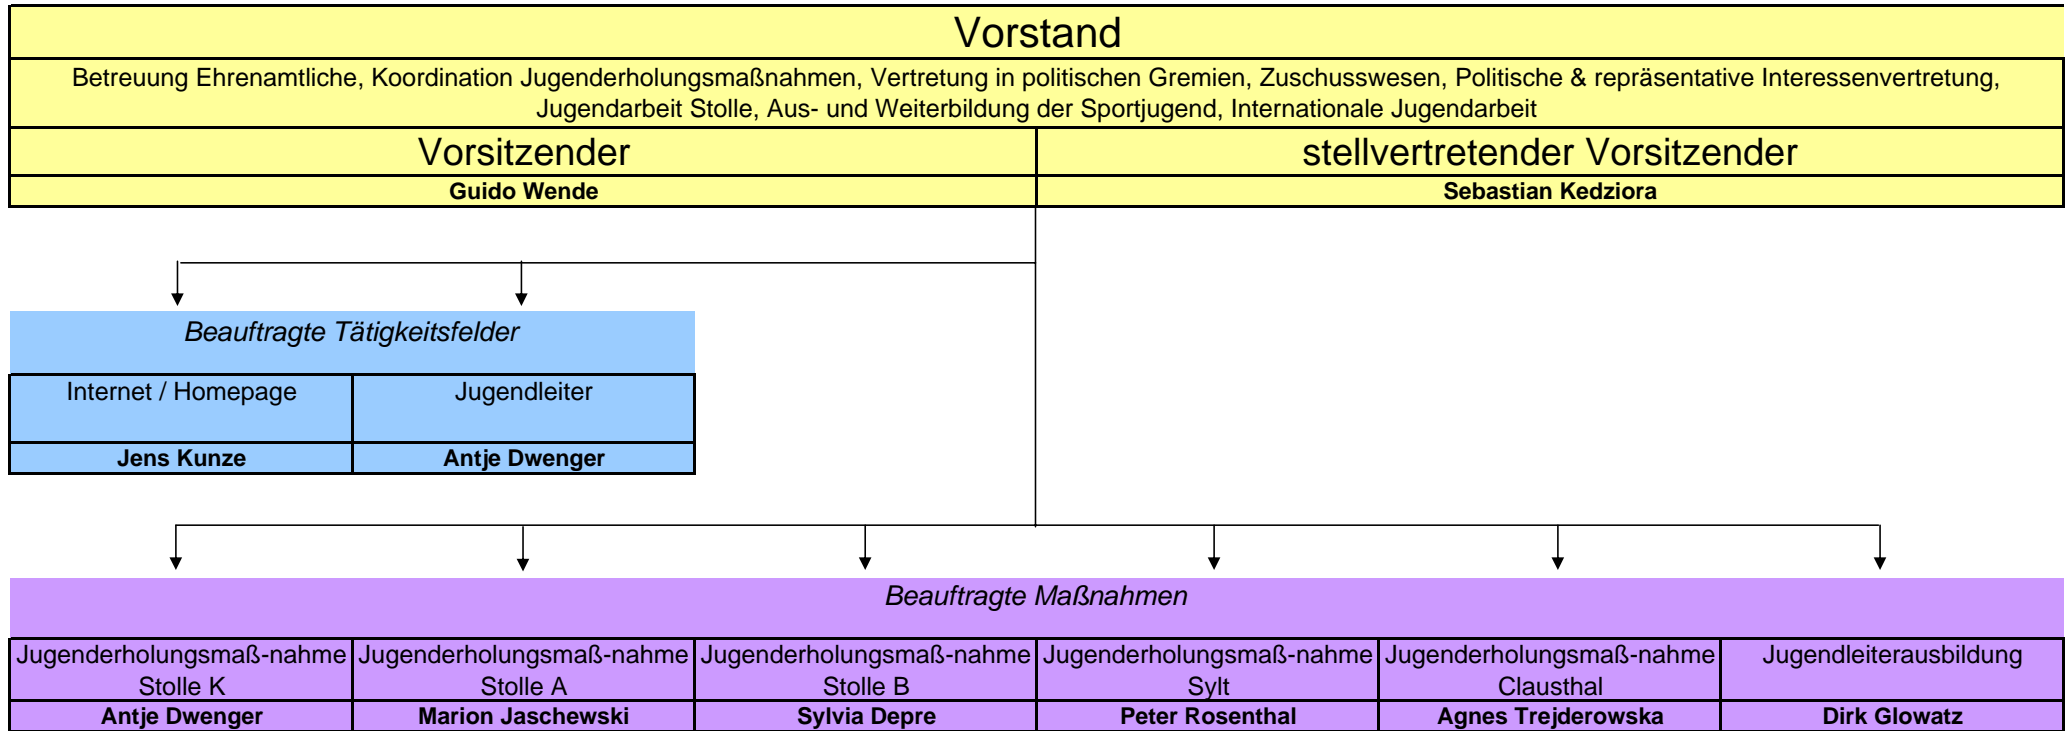 Vorstand
Betreuung Ehrenamtliche, Koordination Jugenderholungsmaßnahmen, Vertretung in politischen Gremien, Zuschusswesen, Politische & repräsentative Interessenvertretung,
Jugendarbeit Stolle, Aus- und Weiterbildung der Sportjugend, Internationale Jugendarbeit
Vorsitzender
stellvertretender Vorsitzender
Guido Wende
Sebastian Kedziora
Beauftragte Tätigkeitsfelder
Internet / Homepage
Jugendleiter
Jens Kunze
Antje Dwenger
Beauftragte Maßnahmen
Jugenderholungsmaß-nahme
Stolle K
Jugenderholungsmaß-nahme
Stolle A
Jugenderholungsmaß-nahme
Stolle B
Jugenderholungsmaß-nahme
Sylt
Jugenderholungsmaß-nahme
Clausthal
Jugendleiterausbildung
Antje Dwenger
Marion Jaschewski
Sylvia Depre
Peter Rosenthal
Agnes Trejderowska
Dirk Glowatz